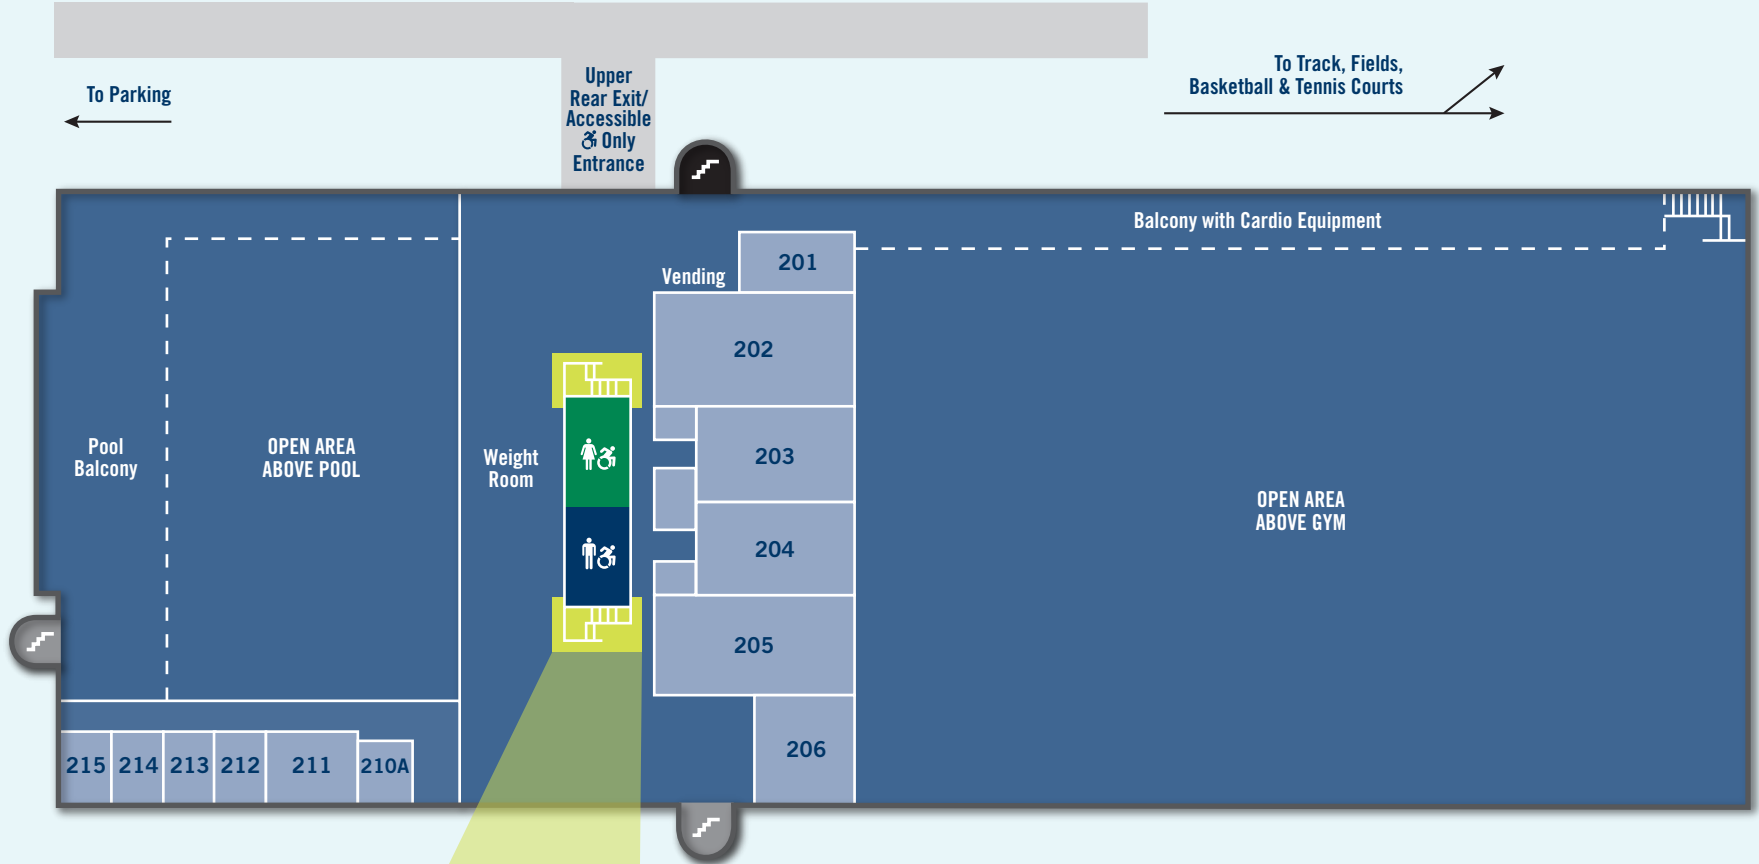 To Parking
Upper
Rear Exit/
Accessible
Only
Entrance
To Track, Fields,
Basketball & Tennis Courts
Balcony with Cardio Equipment
Vending
201
202
203
204
205
206
Pool
Balcony
OPEN AREA
ABOVE POOL
Weight
Room
OPEN AREA
ABOVE GYM
215
214
213
212
211
210A